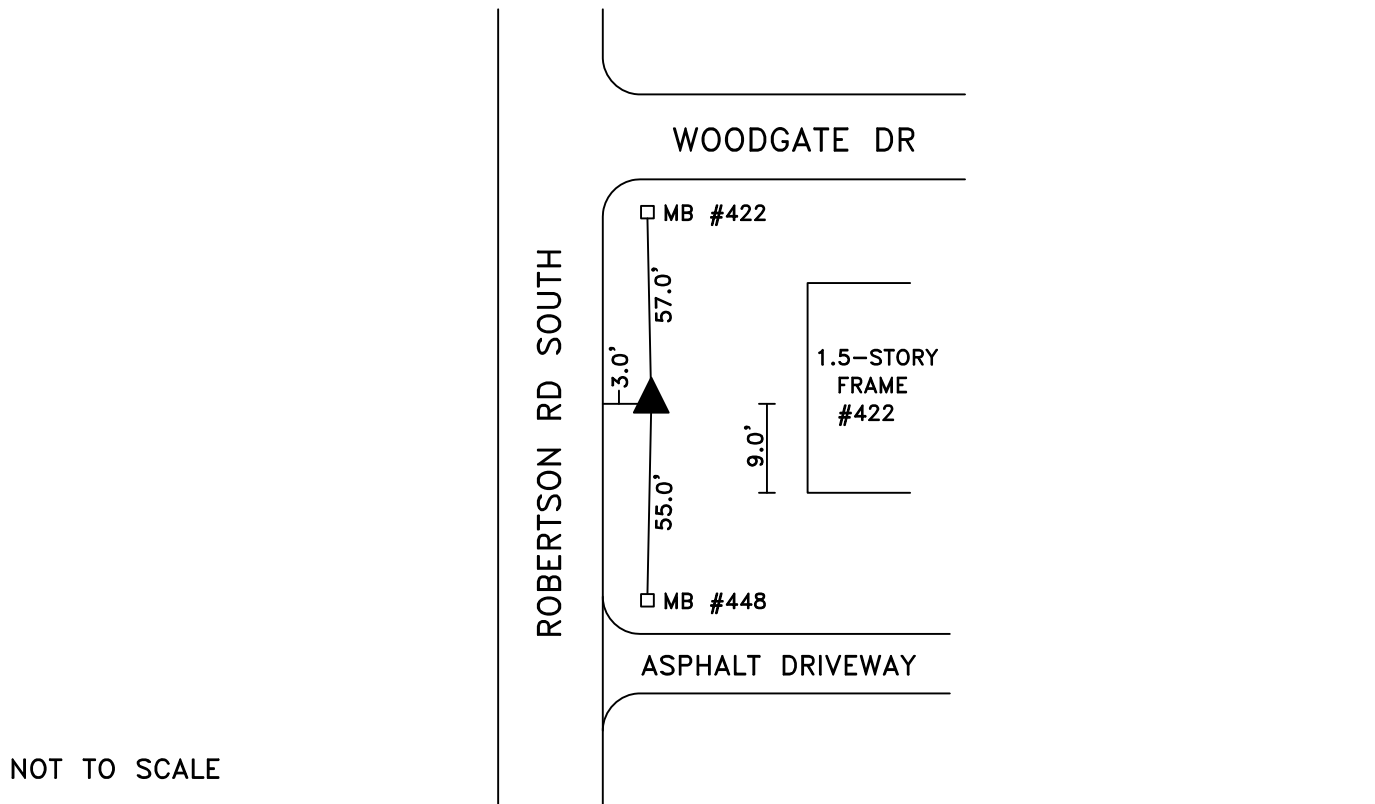 WOODGATE DR
MB #422
57.0'
ROBERTSON RD SOUTH
3.0'
1.5-STORY
FRAME
#422
9.0'
55.0'
MB #448
ASPHALT DRIVEWAY
NOT TO SCALE